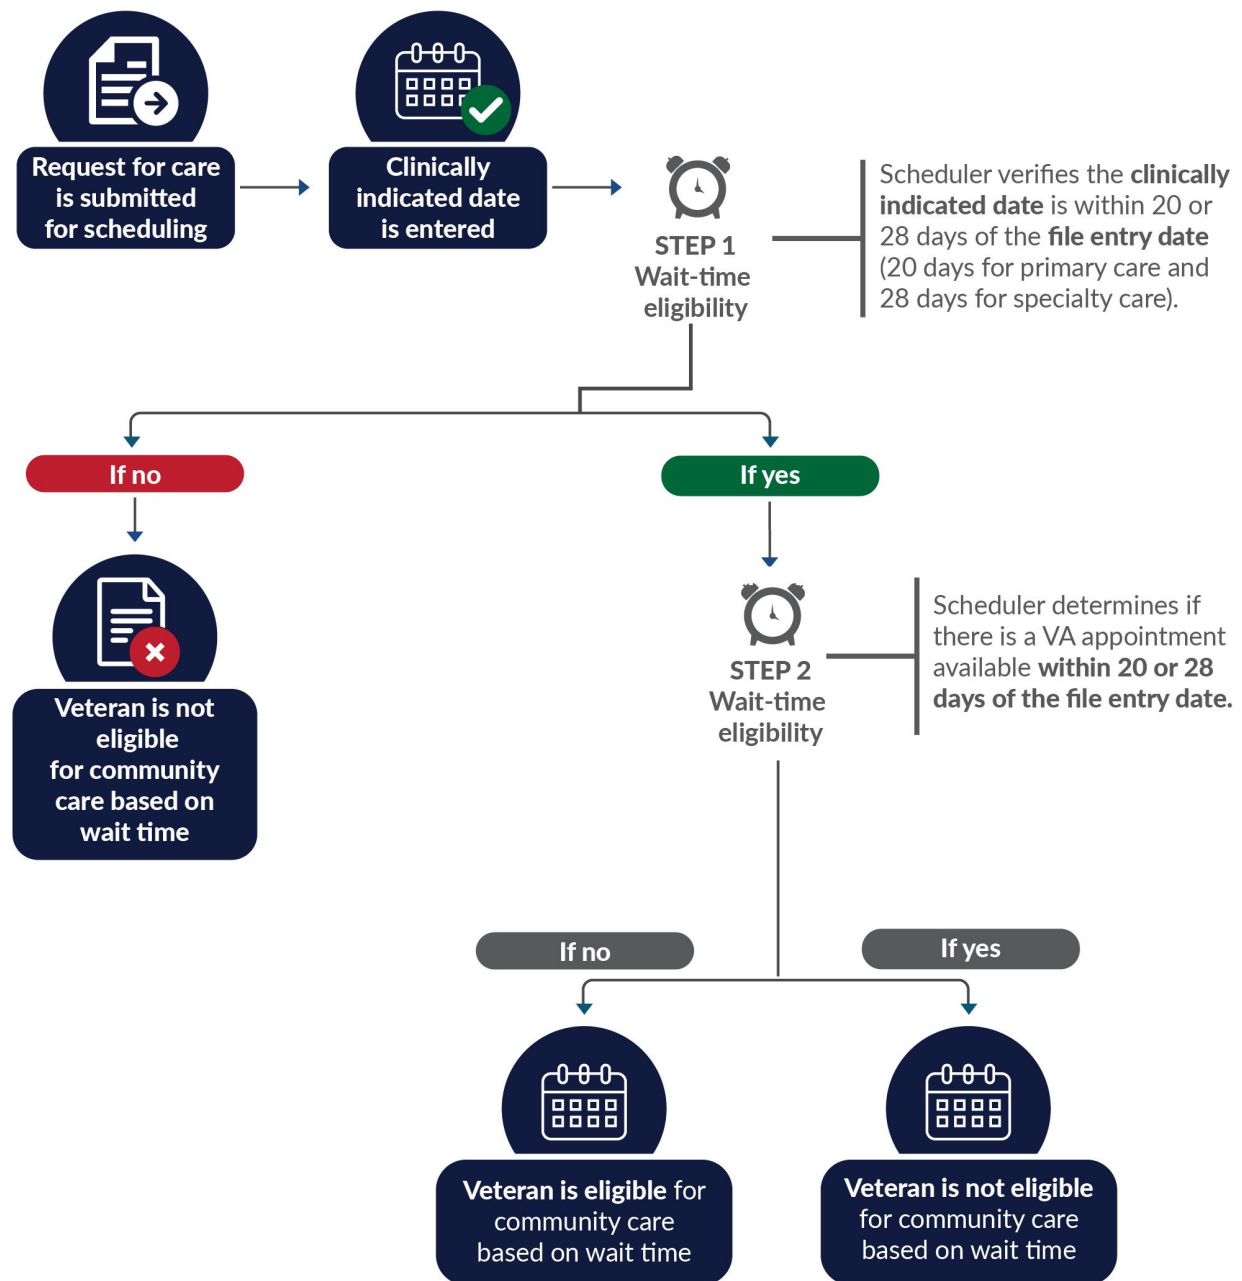 Request for care
is submitted
for scheduling
Clinically
indicated date
is entered
STEP 1
Wait-time
eligibility
Scheduler verifies the clinically
indicated date is within 20 or
28 days of the file entry date
(20 days for primary care and
28 days for specialty care).
If no
If yes
Veteran is not
eligible
for community
care based on
wait time
STEP 2
Wait-time
eligibility
Scheduler determines if
there is a VA appointment
available within 20 or 28
days of the file entry date.
If no
If yes
Veteran is eligible for
community care
based on wait time
Veteran is not eligible
for community care
based on wait time